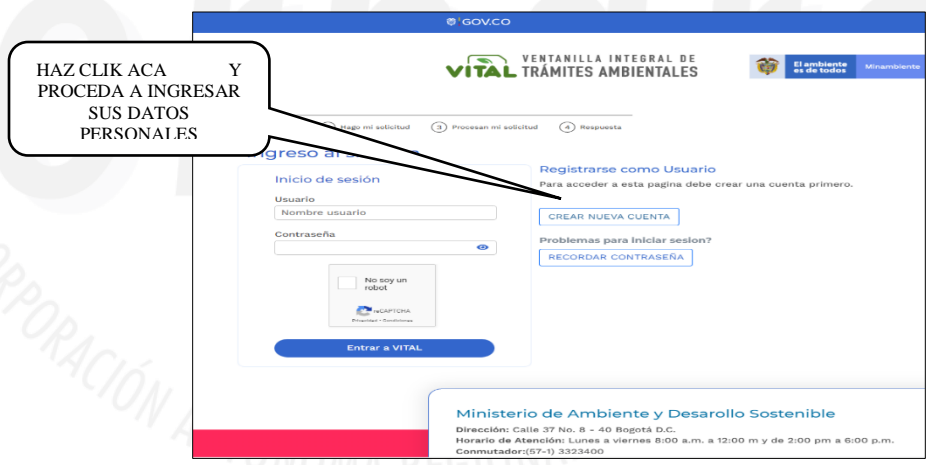 GOV.CO
HAZ CLIK ACA Y
PROCEDA A INGRESAR
SUS DATOS
PERSONALES
VITAL
VENTANILLA INTEGRAL DE
TRÁMITES AMBIENTALES
El ambiente
es de todos
Minambiente
Hago mi solicitud
3 Procesan mi solicitud
4 Respuesta
Inicio de sesión
Usuario
Nombre usuario
Contraseña
No soy un
robot
reCAPTCHA
Privacidad - Condiciones
Entrar a VITAL
Registrarse como Usuario
Para acceder a esta pagina debe crear una cuenta primero.
CREAR NUEVA CUENTA
Problemas para iniciar sesion?
RECORDAR CONTRASEÑA
Ministerio de Ambiente y Desarollo Sostenible
Dirección: Calle 37 No. 8 - 40 Bogotá D.C.
Horario de Atención: Lunes a viernes 8:00 a.m. a 12:00 m y de 2:00 pm a 6:00 p.m.
Conmutador:(57-1) 3323400